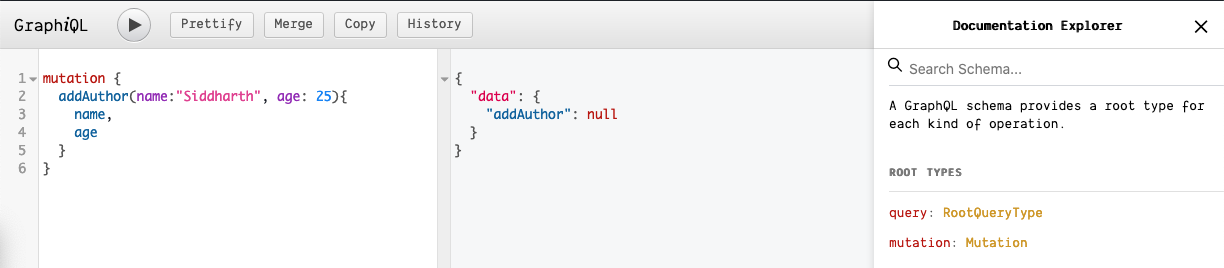 GraphiQL
Prettify
Merge
Copy
History
1 mutation {
2 addAuthor(name:"Siddharth", age: 25){
3 name,
4 age
5 }
6 }
{
"data": {
"addAuthor": null
}
}
Documentation Explorer
Search Schema...
A GraphQL schema provides a root type for
each kind of operation.
ROOT TYPES
query: RootQueryType
mutation: Mutation